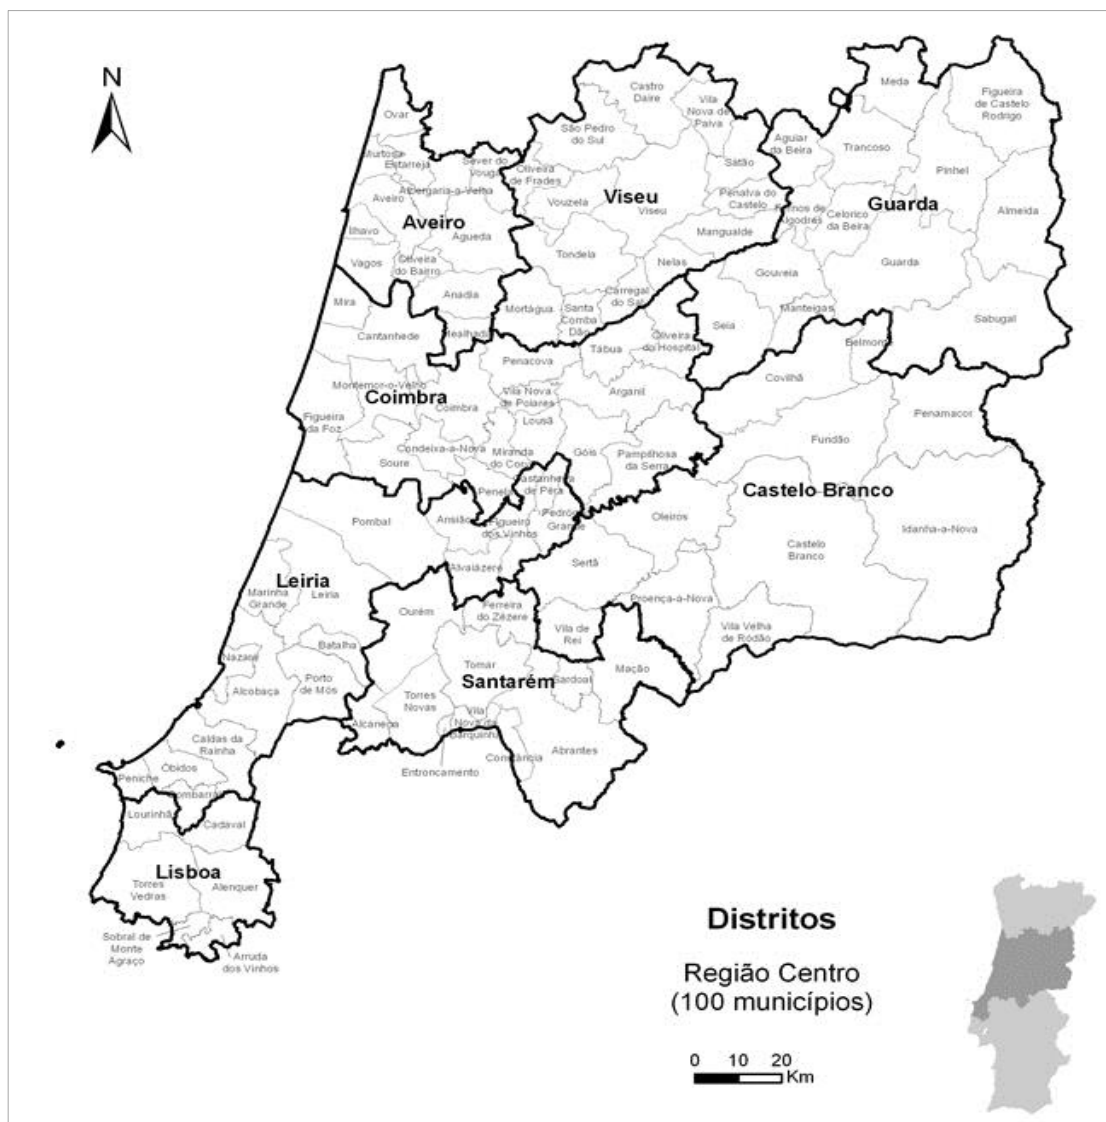 N
Ovar
Murtosa
Estarreja
Sever do
Vouga
Albergaria-a-Velha
Aveiro
Aveiro
Ílhavo
Águeda
Vagos
Oliveira
do Bairro
Anadia
Mealhada
Castro
Daire
Vila
Nova de
Paiva
São Pedro
do Sul
Oliveira
de Frades
Sátão
Vouzela
Viseu
Viseu
Penalva do
Castelo
Mangualde
Tondela
Nelas
Carregal
do Sal
Mortágua
Santa
Comba
Dão
Meda
Figueira
de Castelo
Rodrigo
Aguiar
da Beira
Trancoso
Pinhel
Guarda
Almeida
Fornos de
Algodres
Celorico
da Beira
Guarda
Gouveia
Manteigas
Seia
Sabugal
Mira
Cantanhede
Penacova
Tábua
Oliveira
do Hospital
Montemor-o-Velho
Coimbra
Coimbra
Vila Nova
de Poiares
Arganil
Figueira
da Foz
Lousã
Condeixa-a-Nova
Soure
Miranda
do Corvo
Góis
Pampilhosa
da Serra
Penela
Belmonte
Covilhã
Penamacor
Fundão
Castelo Branco
Oleiros
Castelo
Branco
Idanha-a-Nova
Sertã
Proença-a-Nova
Vila de
Rei
Vila Velha
de Ródão
Castanheira
de Pêra
Pedrógão
Grande
Pombal
Ansião
Figueiró
dos Vinhos
Alvaiázere
Leiria
Marinha
Grande
Leiria
Batalha
Nazaré
Alcobaça
Porto
de Mós
Caldas da
Rainha
Óbidos
Peniche
Bombarral
Ourém
Ferreira
do Zêzere
Tomar
Santarém
Sardoal
Mação
Torres
Novas
Alcanena
Vila
Nova da
Barquinha
Constância
Abrantes
Entroncamento
Lourinhã
Cadaval
Lisboa
Torres
Vedras
Alenquer
Sobral de
Monte
Agraço
Arruda
dos Vinhos
Distritos
Região Centro
(100 municípios)
0 10 20
Km